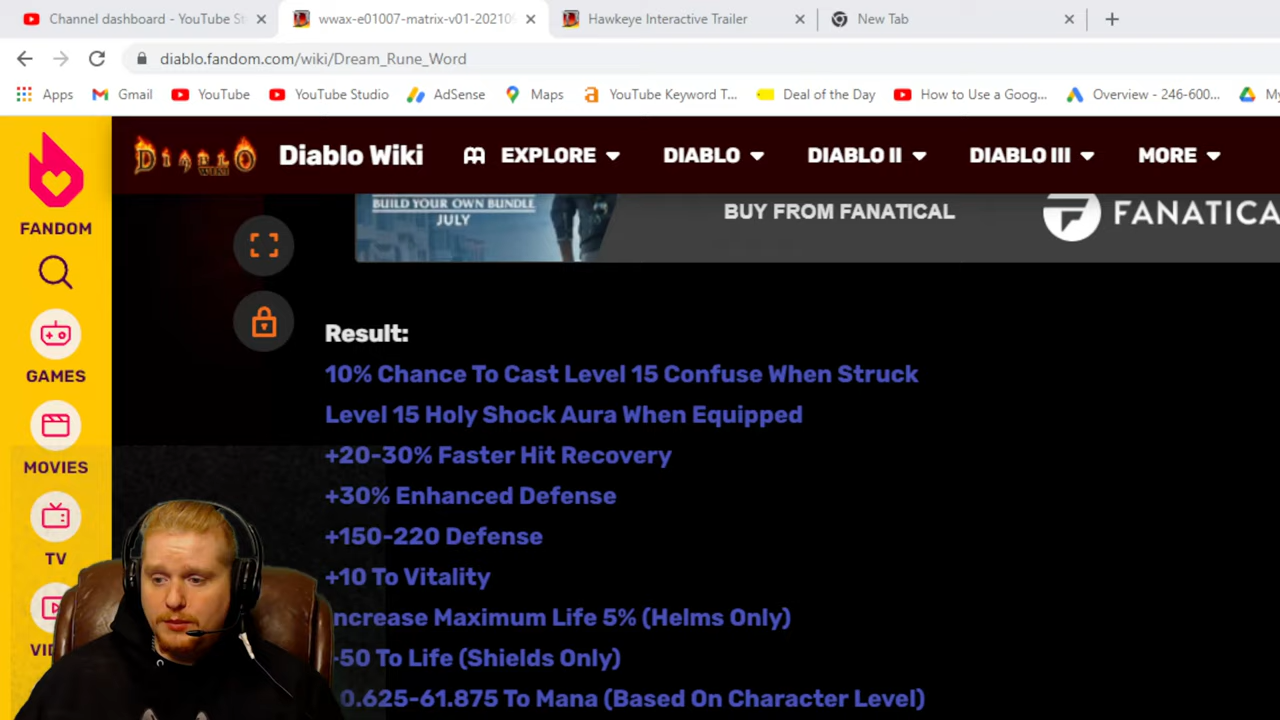 Channel dashboard - YouTube St
wwax-e01007-matrix-v01-20210
Hawkeye Interactive Trailer
New Tab
diablo.fandom.com/wiki/Dream_Rune_Word
Apps
Gmail
YouTube
YouTube Studio
AdSense
Maps
YouTube Keyword T...
Deal of the Day
How to Use a Goog...
Overview - 246-600...
My
DIABLO
WIKI
Diablo Wiki
EXPLORE
DIABLO
DIABLO II
DIABLO III
MORE
FANDOM
GAMES
MOVIES
TV
BUILD YOUR OWN BUNDLE
JULY
BUY FROM FANATICAL
FANATICA
Result:
10% Chance To Cast Level 15 Confuse When Struck
Level 15 Holy Shock Aura When Equipped
+20-30% Faster Hit Recovery
+30% Enhanced Defense
+150-220 Defense
+10 To Vitality
ncrease Maximum Life 5% (Helms Only)
50 To Life (Shields Only)
0.625-61.875 To Mana (Based On Character Level)